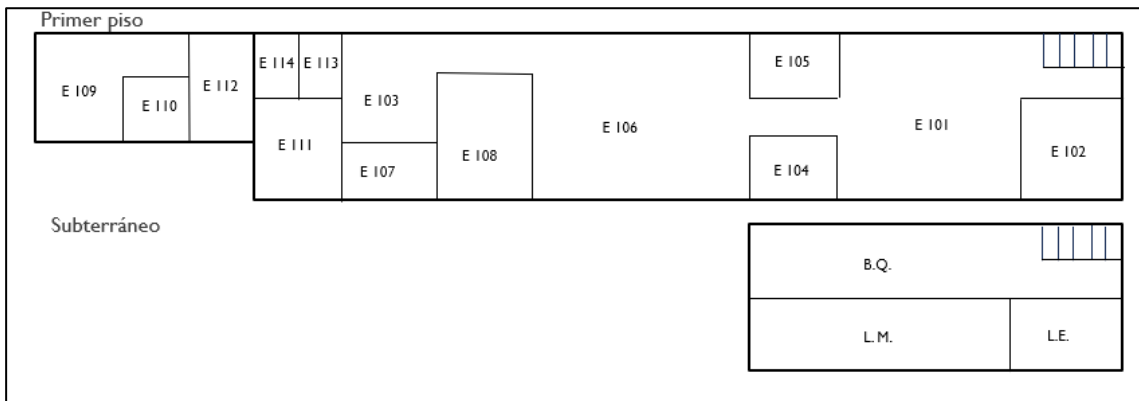 Primer piso
E 109
E 110
E 112
E 114
E 113
E 111
E 103
E 107
E 108
E 106
E 105
E 104
E 101
E 102
Subterráneo
B.Q.
L.M.
L.E.